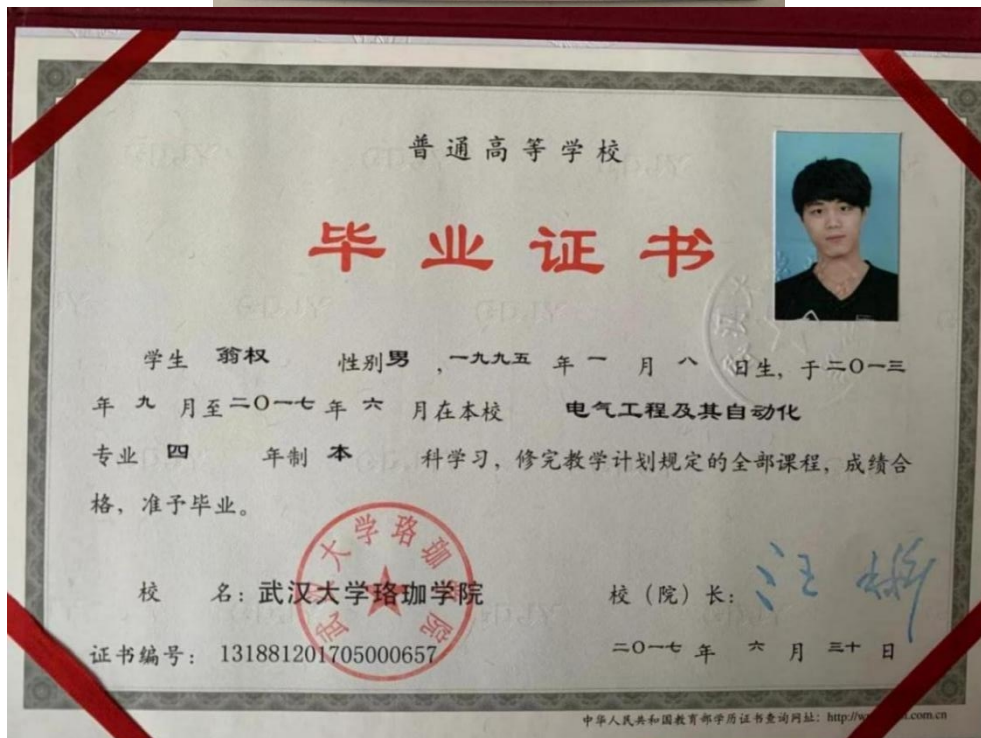 普通高等学校
毕业证书
学生 翁权 性别男，一九九五年一月八日生，于二〇一三
年九月至二〇一七年六月在本校 电气工程及其自动化
专业 四 年制 本 科学习，修完教学计划规定的全部课程，成绩合
格，准予毕业。
武汉大学珞珈学院
校 名：武汉大学珞珈学院 校（院）长：汪
证书编号：131881201705000657 二〇一七年六月三十日
中华人民共和国教育部学历证书查询网址：http://w .com.cn